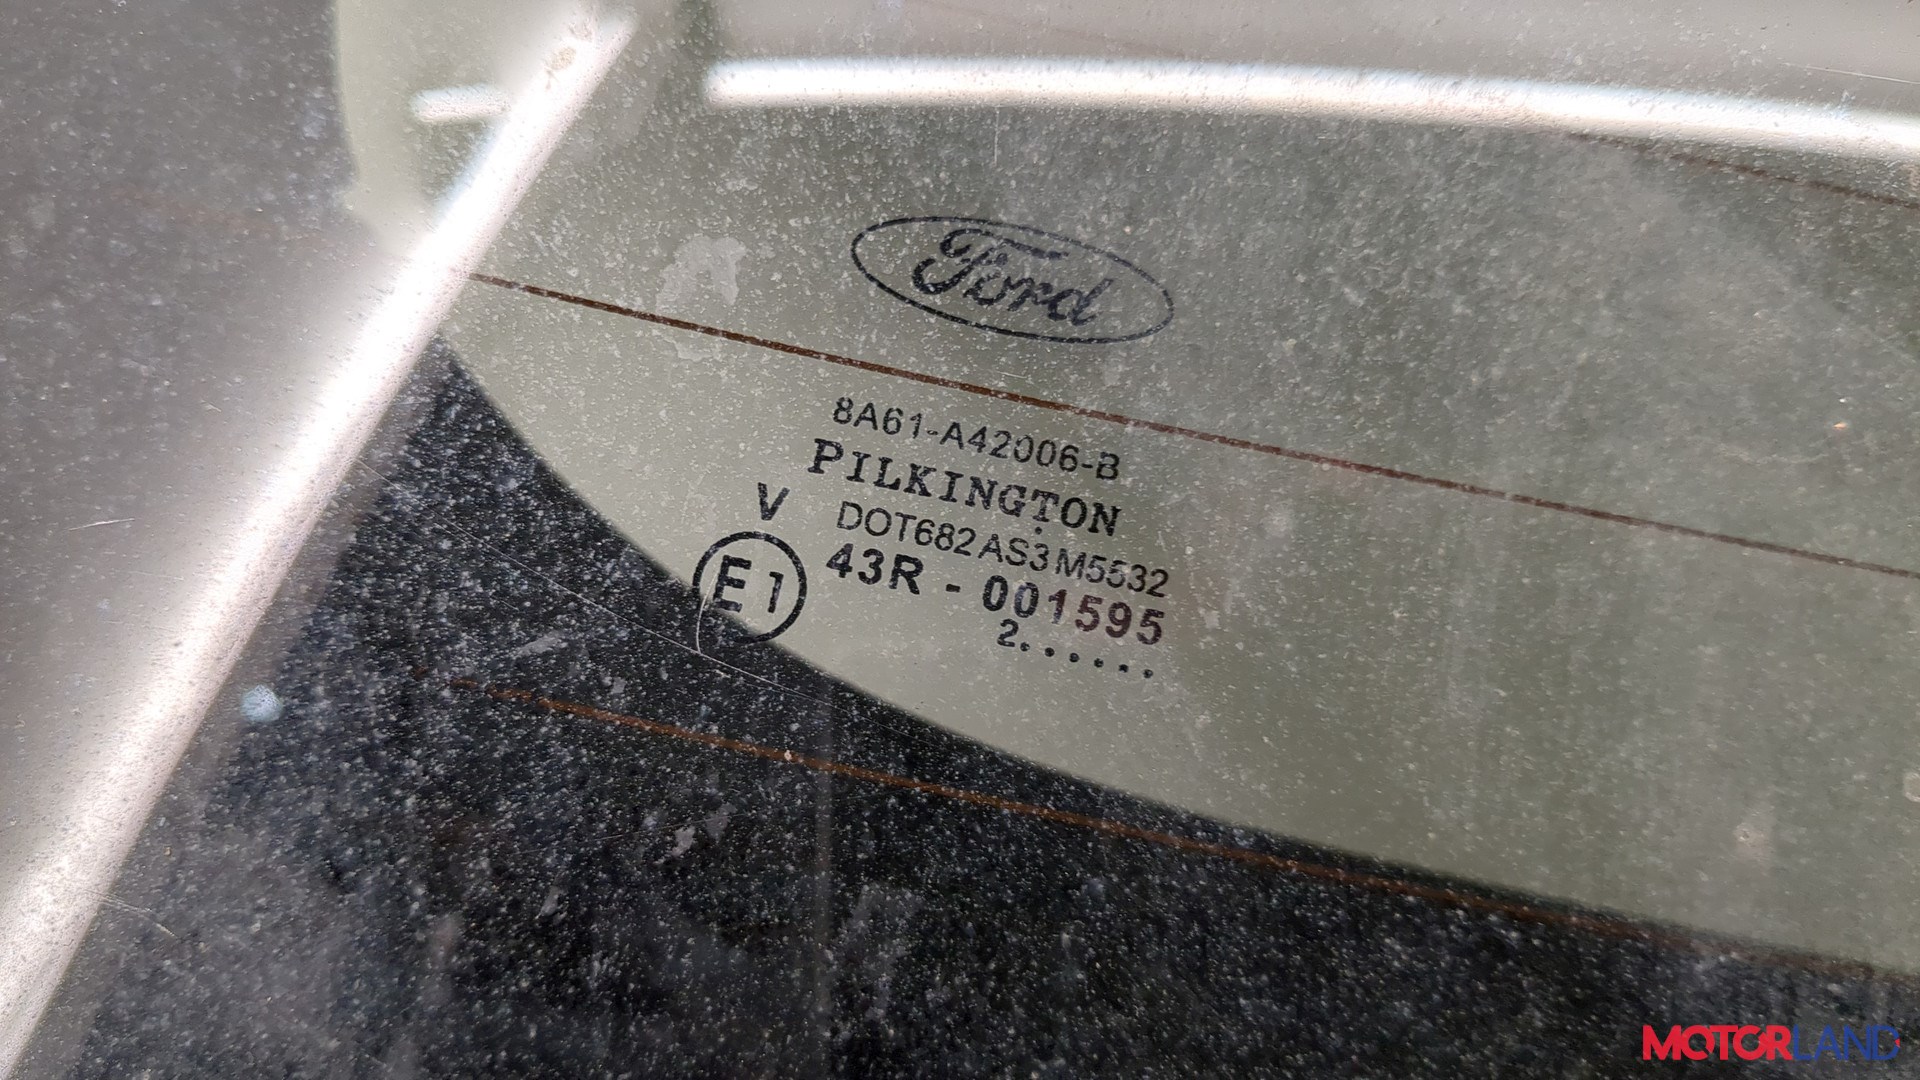 Ford
8A61-A42006-B
PILKINGTON
V DOT682 AS3 M5532
E1 43R - 001595
2......
MOTORLAND